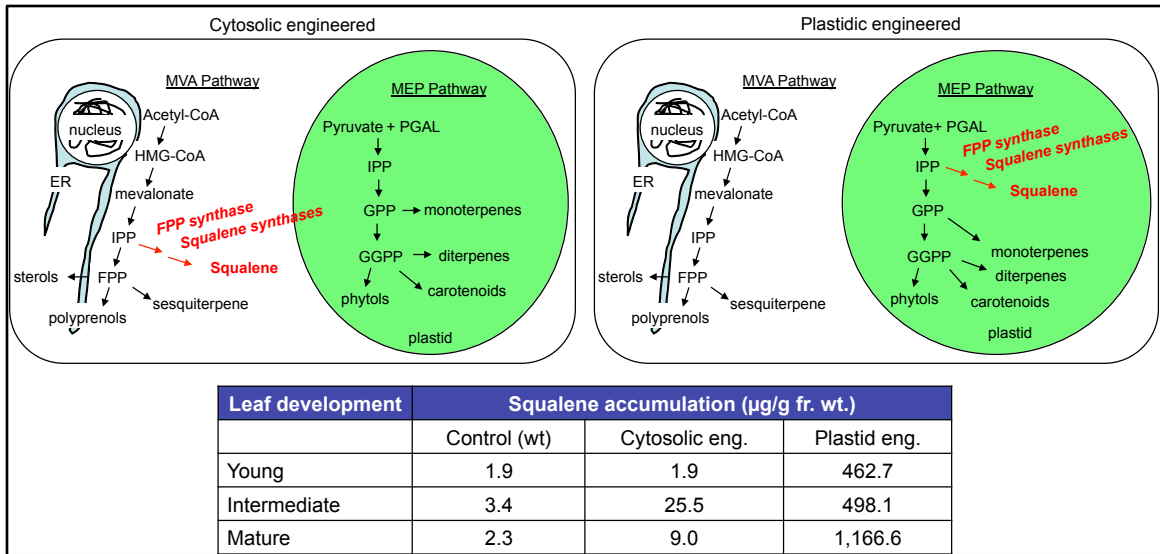 Cytosolic engineered
MVA Pathway
nucleus
Acetyl-CoA
HMG-CoA
ER
mevalonate
FPP synthase
Squalene synthases
IPP
Squalene
sterols
FPP
sesquiterpene
polyprenols
MEP Pathway
Pyruvate + PGAL
IPP
GPP
monoterpenes
GGPP
diterpenes
phytols
carotenoids
plastid
Plastidic engineered
MVA Pathway
nucleus
Acetyl-CoA
HMG-CoA
ER
mevalonate
IPP
sterols
FPP
sesquiterpene
polyprenols
MEP Pathway
Pyruvate+ PGAL
FPP synthase
Squalene synthases
IPP
Squalene
GPP
monoterpenes
GGPP
diterpenes
phytols
carotenoids
plastid
Leaf development Squalene accumulation (µg/g fr. wt.)
Control (wt) Cytosolic eng. Plastid eng.
Young 1.9 1.9 462.7
Intermediate 3.4 25.5 498.1
Mature 2.3 9.0 1,166.6